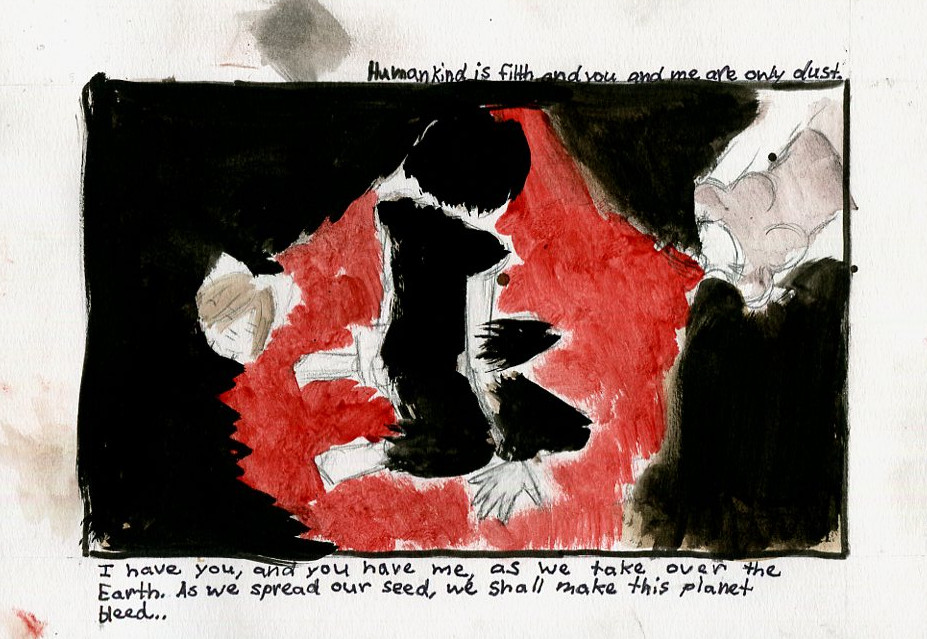 Humankind is filth and you and me are only dust.
I have you, and you have me, as we take over the
Earth. As we spread our seed, we shall make this planet
bleed..